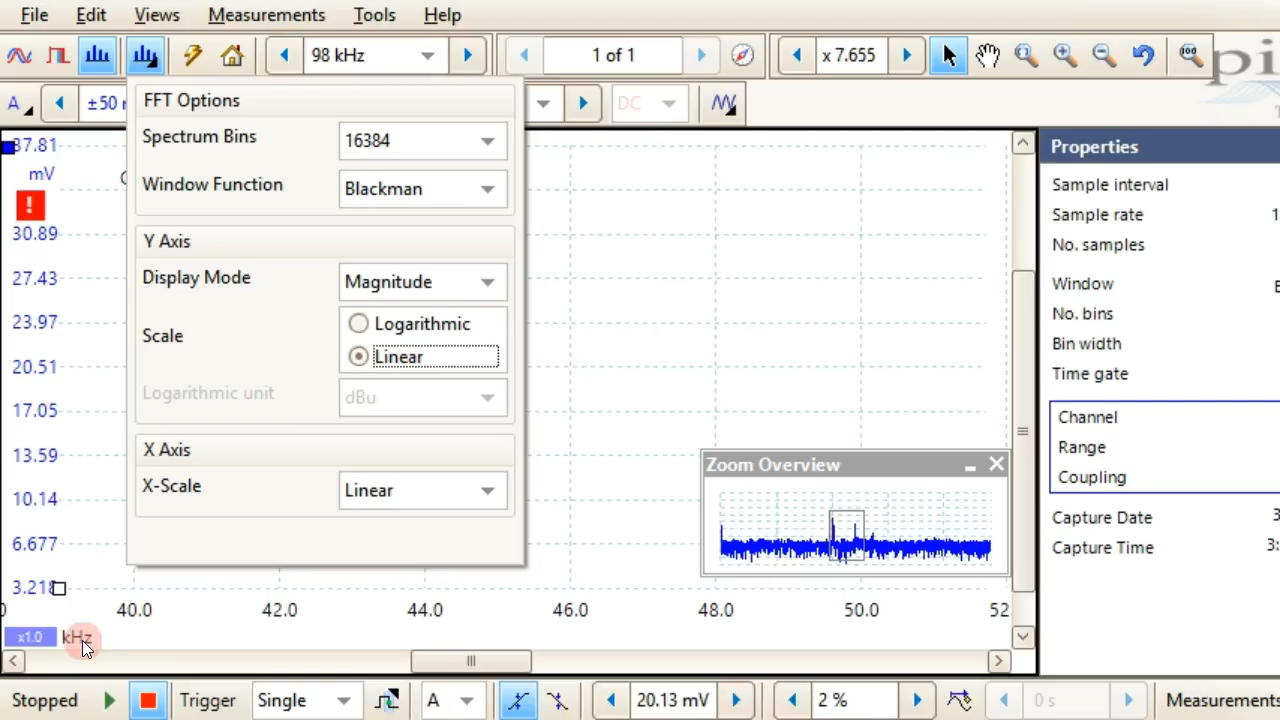 File Edit Views Measurements Tools Help
98 kHz 1 of 1 x 7.655 pi
A ±50 DC
FFT Options
Spectrum Bins 16384
Window Function Blackman
Y Axis
Display Mode Magnitude
Scale Logarithmic
Linear
Logarithmic unit dBu
X Axis
X-Scale Linear
37.81
mV
!
30.89
27.43
23.97
20.51
17.05
13.59
10.14
6.677
3.218
40.0 42.0 44.0 46.0 48.0 50.0 52
x1.0 kHz
Zoom Overview
Properties
Sample interval
Sample rate 1
No. samples
Window
No. bins
Bin width
Time gate
Channel
Range
Coupling
Capture Date 3
Capture Time 3:
Stopped Trigger Single A 20.13 mV 2 % 0 s Measurements